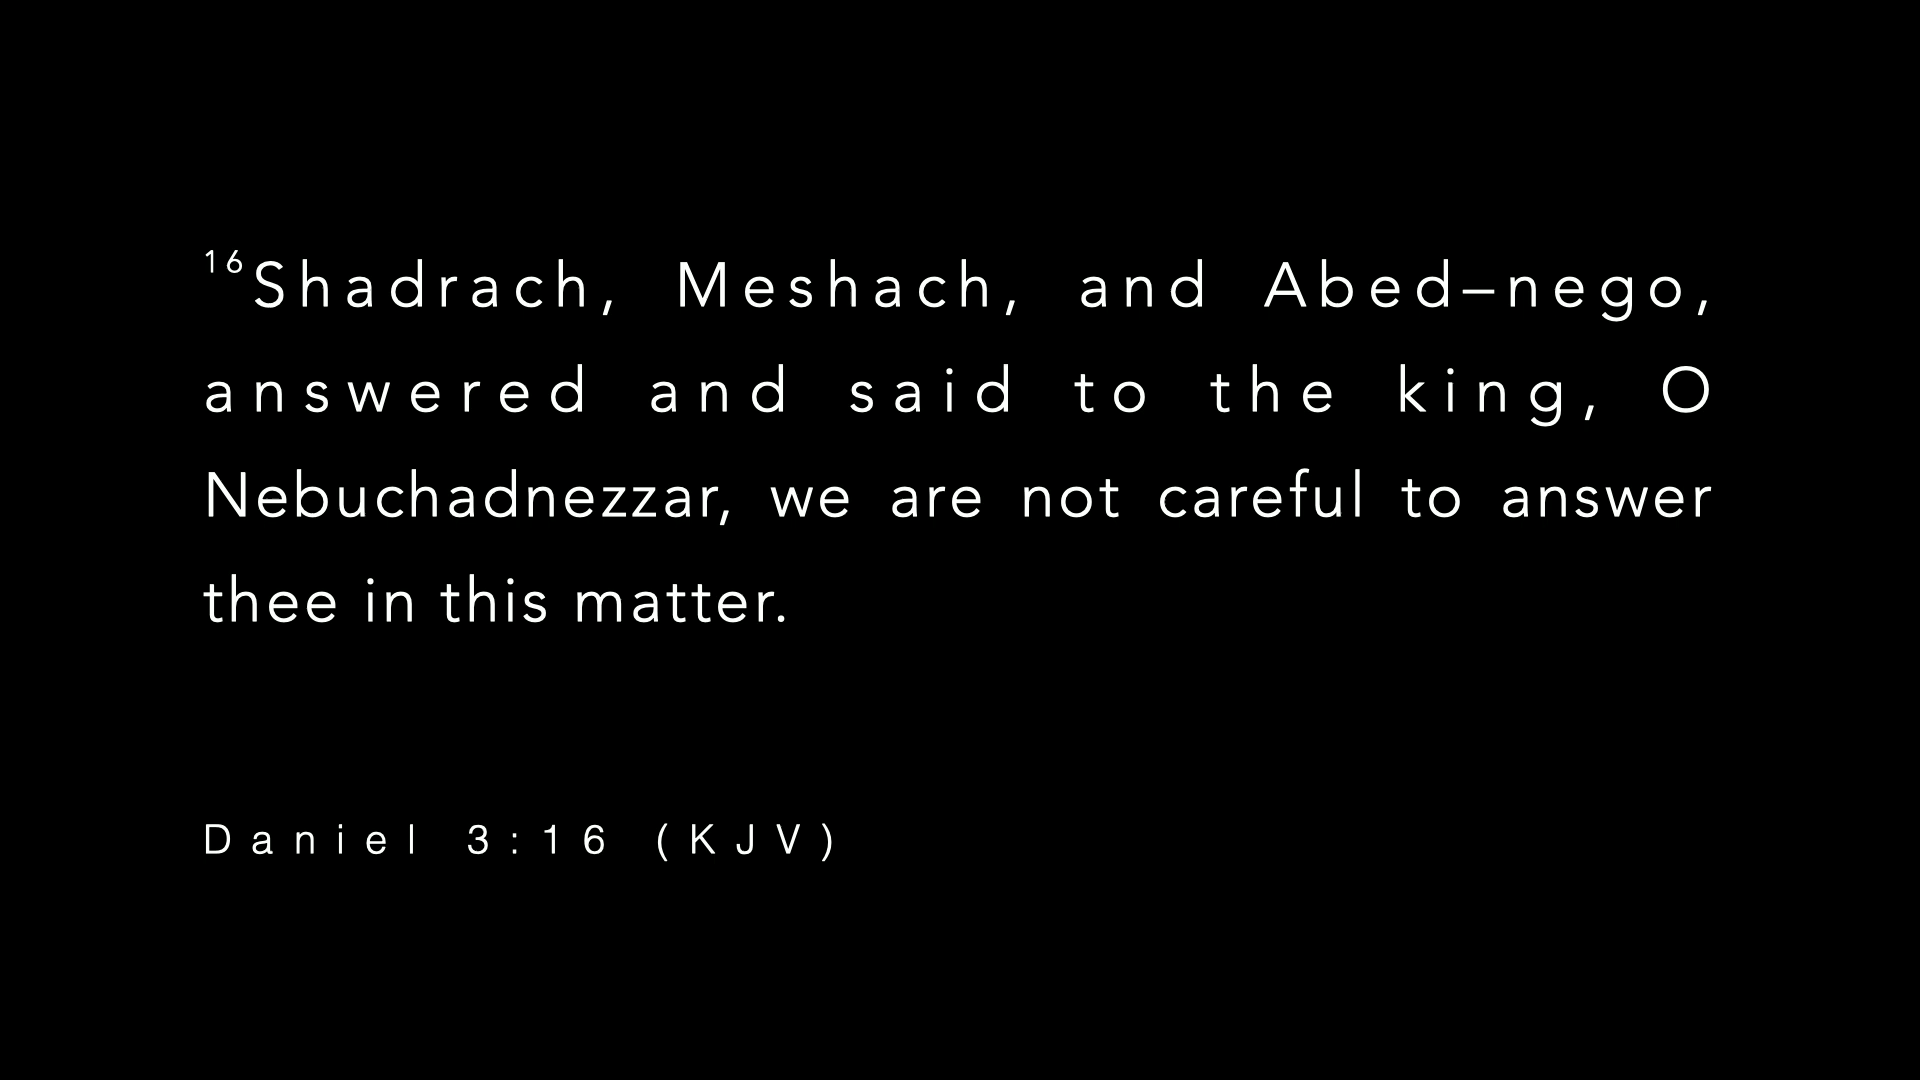 16Shadrach, Meshach, and Abed–nego,
answered and said to the king, O
Nebuchadnezzar, we are not careful to answer
thee in this matter.
Daniel 3:16 (KJV)